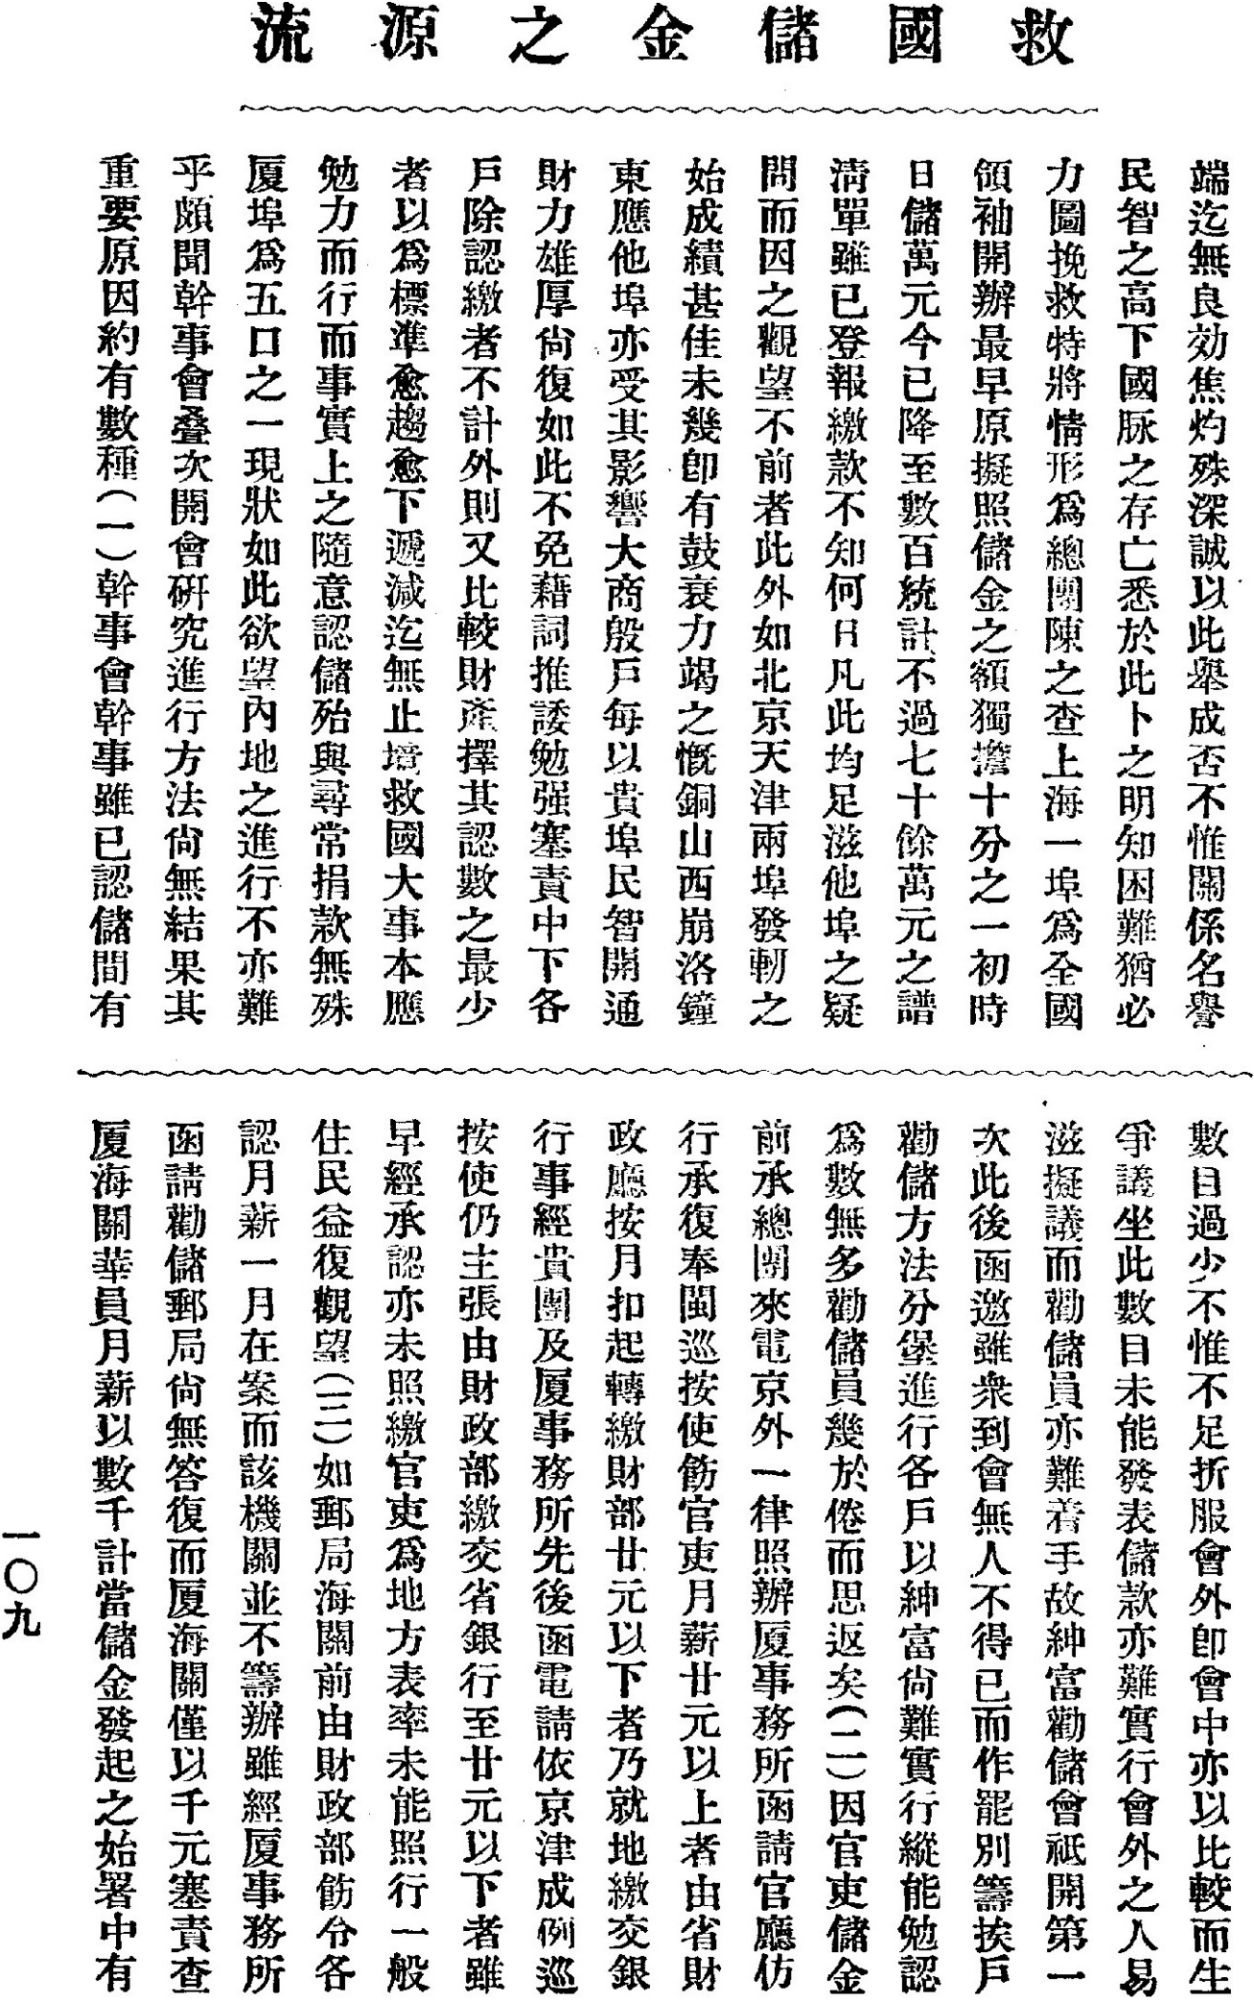 救國儲金之源流
端迄無良効焦灼殊深誠以此舉成否不惟關係名譽
民智之高下國脉之存亡悉於此卜之明知困難猶必
力圖挽救特將情形爲總團陳之查上海一埠爲全國
領袖開辦最早原擬照儲金之額獨擔十分之一初時
日儲萬元今已降至數百統計不過七十餘萬元之譜
淸單雖已登報繳款不知何日凡此均足滋他埠之疑
問而因之觀望不前者此外如北京天津兩埠發軔之
始成績甚佳未幾卽有鼓衰力竭之慨銅山西崩洛鐘
東應他埠亦受其影響大商殷戶每以貴埠民智開通
財力雄厚尙復如此不免藉詞推諉勉强塞責中下各
戶除認繳者不計外則又比較財產擇其認數之最少
者以爲標準愈趨愈下遞減迄無止境救國大事本應
勉力而行而事實上之隨意認儲殆與尋常捐款無殊
厦埠爲五口之一現狀如此欲望內地之進行不亦難
乎頗聞幹事會叠次開會硏究進行方法尙無結果其
重要原因約有數種(一)幹事會幹事雖已認儲間有
數目過少不惟不足折服會外卽會中亦以比較而生
爭議坐此數目未能發表儲款亦難實行會外之人易
滋擬議而勸儲員亦難着手故紳富勸儲會祗開第一
次此後函邀雖衆到會無人不得已而作罷別籌挨戶
勸儲方法分堡進行各戶以紳富尙難實行縱能勉認
爲數無多勸儲員幾於倦而思返矣(二)因官吏儲金
前承總團來電京外一律照辦厦事務所函請官廳仿
行承復奉閩巡按使飭官吏月薪廿元以上者由省財
政廳按月扣起轉繳財部廿元以下者乃就地繳交銀
行事經貴團及厦事務所先後函電請依京津成例巡
按使仍主張由財政部繳交省銀行至廿元以下者雖
早經承認亦未照繳官吏爲地方表率未能照行一般
住民益復觀望(三)如郵局海關前由財政部飭令各
認月薪一月在案而該機關並不籌辦雖經厦事務所
函請勸儲郵局尙無答復而厦海關僅以千元塞責查
厦海關華員月薪以數千計當儲金發起之始署中有
一〇九